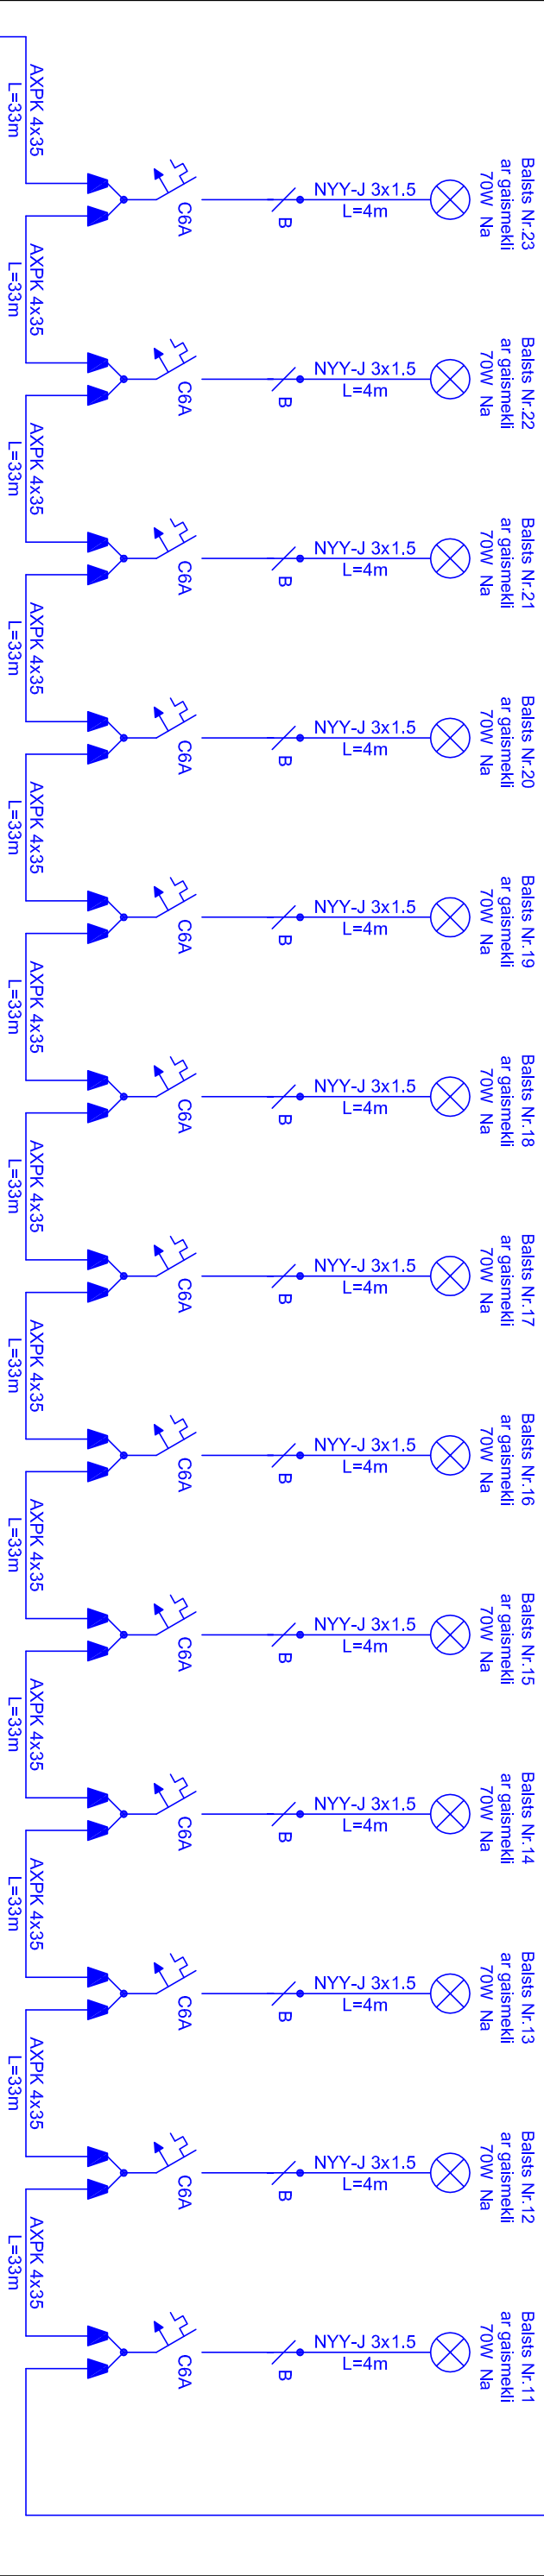 AXPK 4x35
L=33m
Balsts Nr.23
ar gaismekli
70W Na
NYY-J 3x1.5
L=4m
B
C6A
AXPK 4x35
L=33m
Balsts Nr.22
ar gaismekli
70W Na
NYY-J 3x1.5
L=4m
B
C6A
AXPK 4x35
L=33m
Balsts Nr.21
ar gaismekli
70W Na
NYY-J 3x1.5
L=4m
B
C6A
AXPK 4x35
L=33m
Balsts Nr.20
ar gaismekli
70W Na
NYY-J 3x1.5
L=4m
B
C6A
AXPK 4x35
L=33m
Balsts Nr.19
ar gaismekli
70W Na
NYY-J 3x1.5
L=4m
B
C6A
AXPK 4x35
L=33m
Balsts Nr.18
ar gaismekli
70W Na
NYY-J 3x1.5
L=4m
B
C6A
AXPK 4x35
L=33m
Balsts Nr.17
ar gaismekli
70W Na
NYY-J 3x1.5
L=4m
B
C6A
AXPK 4x35
L=33m
Balsts Nr.16
ar gaismekli
70W Na
NYY-J 3x1.5
L=4m
B
C6A
AXPK 4x35
L=33m
Balsts Nr.15
ar gaismekli
70W Na
NYY-J 3x1.5
L=4m
B
C6A
AXPK 4x35
L=33m
Balsts Nr.14
ar gaismekli
70W Na
NYY-J 3x1.5
L=4m
B
C6A
AXPK 4x35
L=33m
Balsts Nr.13
ar gaismekli
70W Na
NYY-J 3x1.5
L=4m
B
C6A
AXPK 4x35
L=33m
Balsts Nr.12
ar gaismekli
70W Na
NYY-J 3x1.5
L=4m
B
C6A
AXPK 4x35
L=33m
Balsts Nr.11
ar gaismekli
70W Na
NYY-J 3x1.5
L=4m
B
C6A